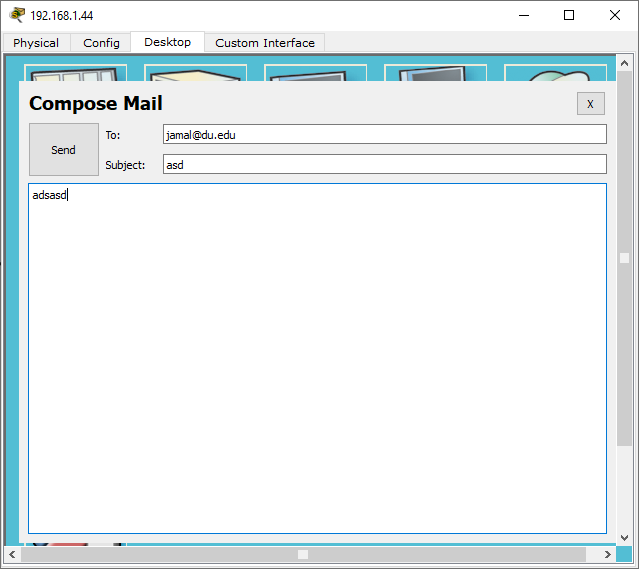 192.168.1.44
Physical Config Desktop Custom Interface
Compose Mail X
Send
To: jamal@du.edu
Subject: asd
adsasd